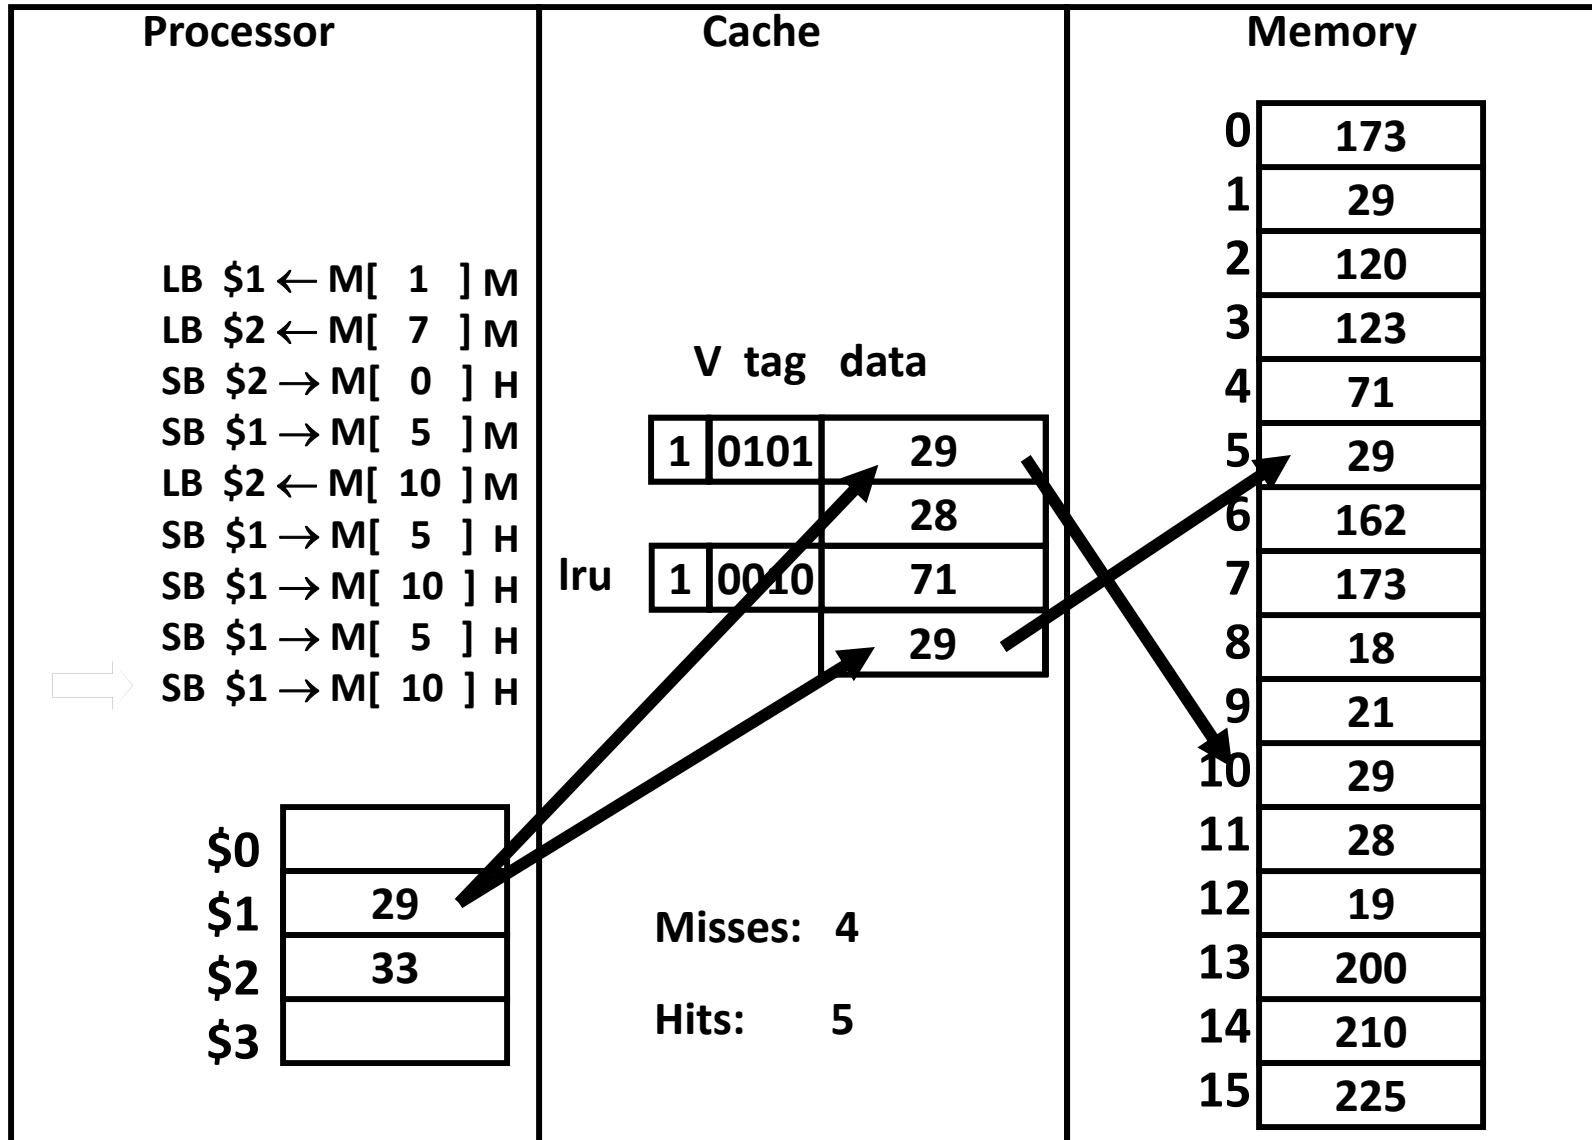 Processor
LB $1 ← M[ 1 ] M
LB $2 ← M[ 7 ] M
SB $2 → M[ 0 ] H
SB $1 → M[ 5 ] M
LB $2 ← M[ 10 ] M
SB $1 → M[ 5 ] H
SB $1 → M[ 10 ] H
SB $1 → M[ 5 ] H
SB $1 → M[ 10 ] H
$0
$1 29
$2 33
$3
Cache
V tag data
1 0101 29
28
lru 1 0010 71
29
Misses: 4
Hits: 5
Memory
0 173
1 29
2 120
3 123
4 71
5 29
6 162
7 173
8 18
9 21
10 29
11 28
12 19
13 200
14 210
15 225